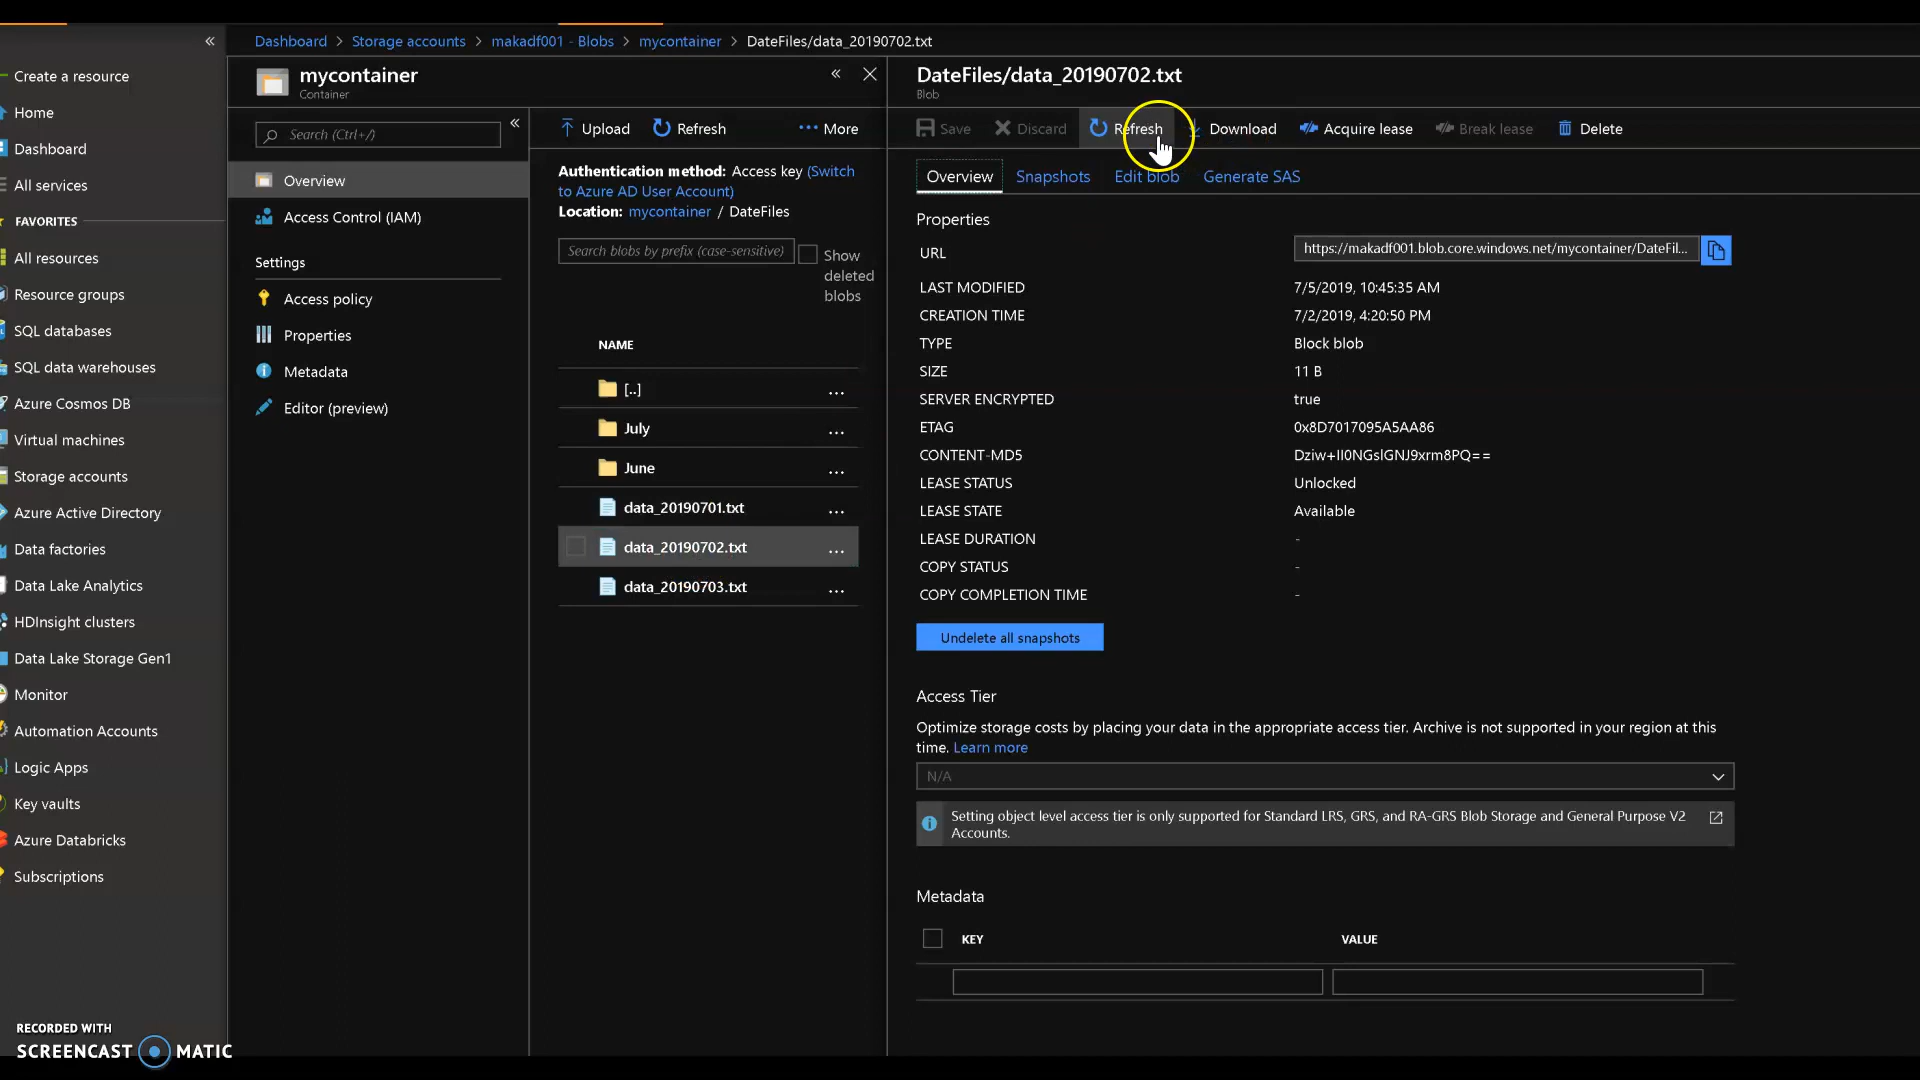 Dashboard > Storage accounts > makadf001 - Blobs > mycontainer > DateFiles/data_20190702.txt
Create a resource
Home
Dashboard
All services
FAVORITES
All resources
Resource groups
SQL databases
SQL data warehouses
Azure Cosmos DB
Virtual machines
Storage accounts
Azure Active Directory
Data factories
Data Lake Analytics
HDInsight clusters
Data Lake Storage Gen1
Monitor
Automation Accounts
Logic Apps
Key vaults
Azure Databricks
Subscriptions
mycontainer
Container
Search (Ctrl+/)
Overview
Access Control (IAM)
Settings
Access policy
Properties
Metadata
Editor (preview)
Upload Refresh More
Authentication method: Access key (Switch
to Azure AD User Account)
Location: mycontainer / DateFiles
Search blobs by prefix (case-sensitive)
Show
deleted
blobs
NAME
[..]
July
June
data_20190701.txt
data_20190702.txt
data_20190703.txt
DateFiles/data_20190702.txt
Blob
Save Discard Refresh Download Acquire lease Break lease Delete
Overview Snapshots Edit blob Generate SAS
Properties
URL https://makadf001.blob.core.windows.net/mycontainer/DateFil...
LAST MODIFIED 7/5/2019, 10:45:35 AM
CREATION TIME 7/2/2019, 4:20:50 PM
TYPE Block blob
SIZE 11 B
SERVER ENCRYPTED true
ETAG 0x8D7017095A5AA86
CONTENT-MD5
LEASE STATUS Unlocked
LEASE STATE Available
LEASE DURATION -
COPY STATUS -
COPY COMPLETION TIME -
Undelete all snapshots
Access Tier
Optimize storage costs by placing your data in the appropriate access tier. Archive is not supported in your region at this
time. Learn more
N/A
Setting object level access tier is only supported for Standard LRS, GRS, and RA-GRS Blob Storage and General Purpose V2
Accounts.
Metadata
KEY VALUE
RECORDED WITH
SCREENCAST MATIC